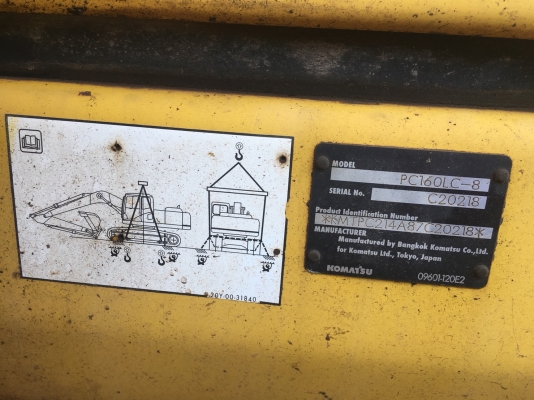 MODEL PC160LC-8
SERIAL No. C20218
Product Identification Number
MANUFACTURER
Manufactured by Bangkok Komatsu Co., Ltd.
for Komatsu Ltd., Tokyo, Japan
KOMATSU 09601-120E2